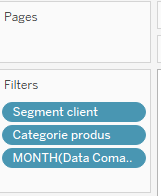 Pages
Filters
Segment client
Categorie produs
MONTH(Data Coma..